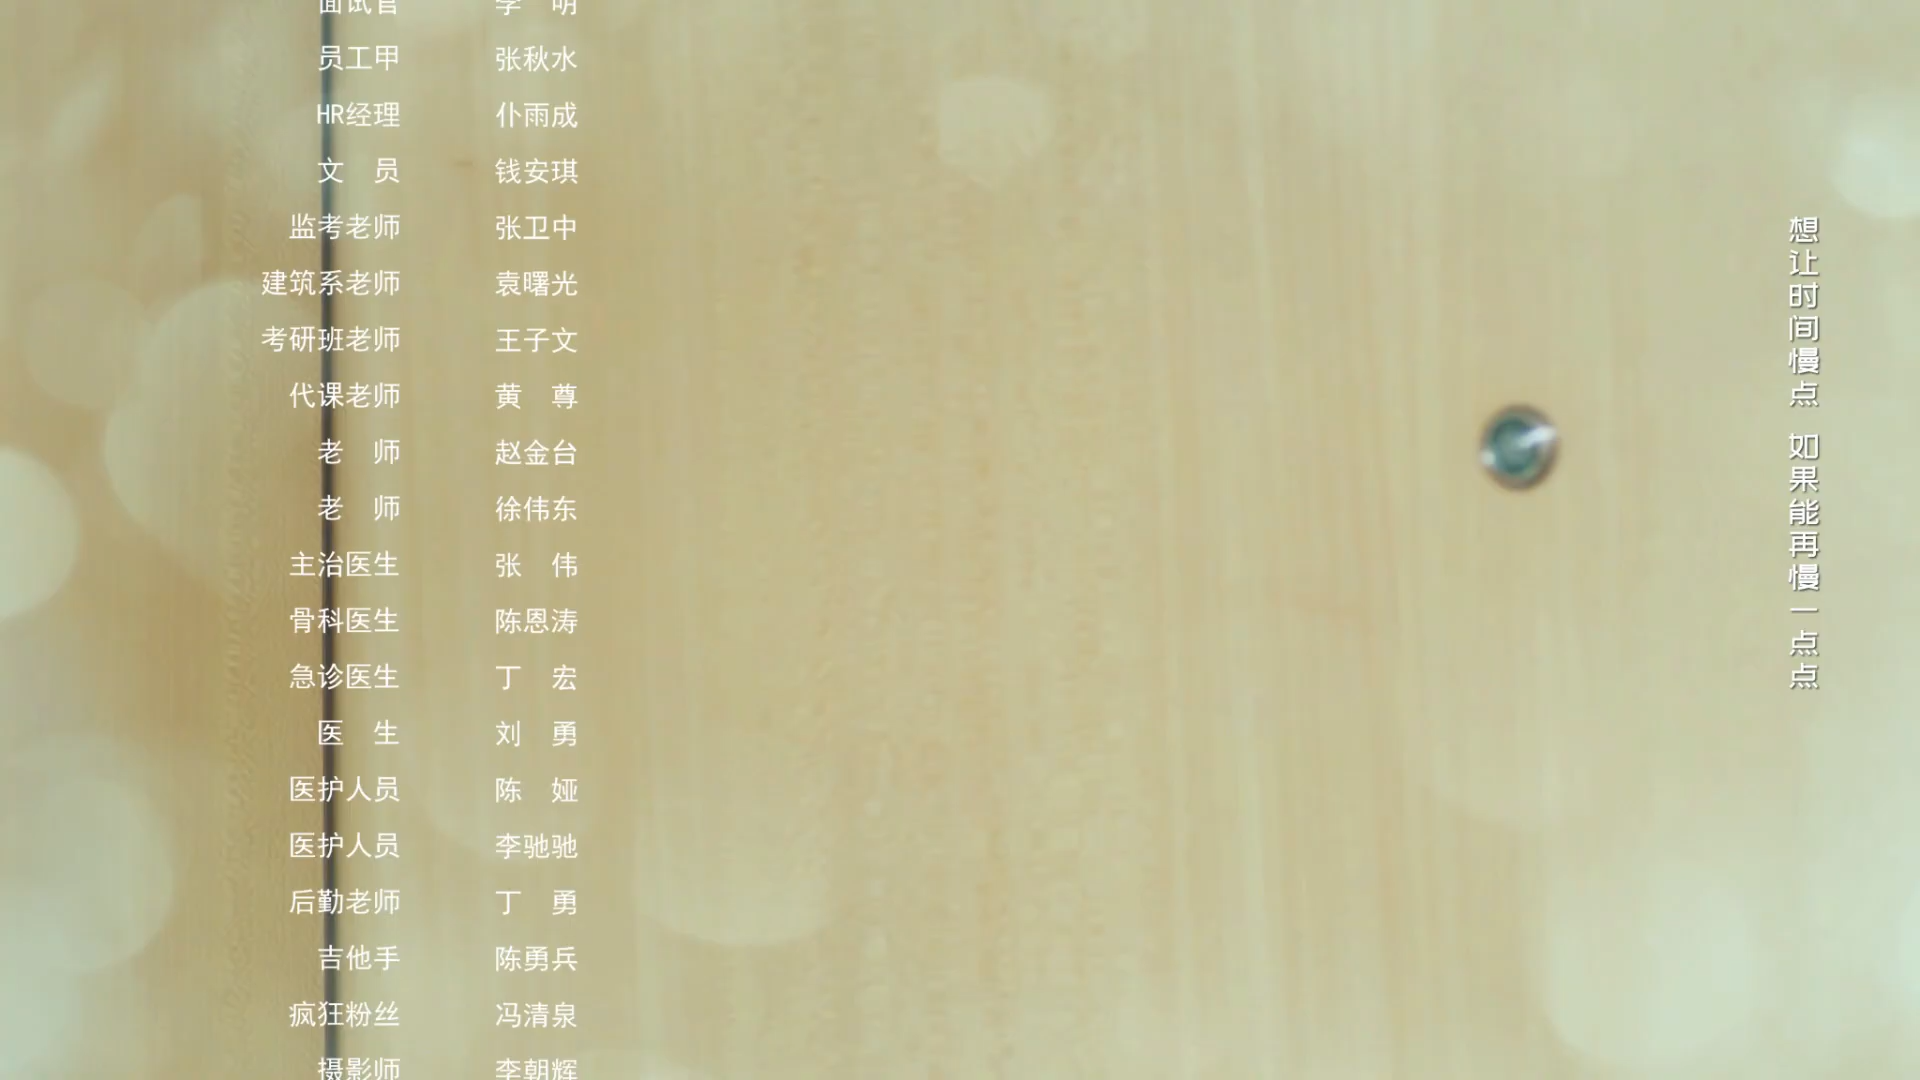 面试官 李 明
员工甲 张秋水
HR经理 仆雨成
文 员 钱安琪
监考老师 张卫中
建筑系老师 袁曙光
考研班老师 王子文
代课老师 黄 尊
老 师 赵金台
老 师 徐伟东
主治医生 张 伟
骨科医生 陈恩涛
急诊医生 丁 宏
医 生 刘 勇
医护人员 陈 娅
医护人员 李驰驰
后勤老师 丁 勇
吉他手 陈勇兵
疯狂粉丝 冯清泉
摄影师 李朝辉
想让时间慢点 如果能再慢一点点